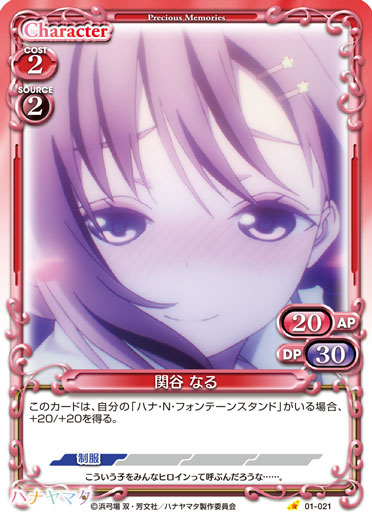 Precious Memories
Character
COST
2
SOURCE
2
20 AP
DP 30
関谷 なる
このカードは、自分の「ハナ・N・フォンテーンスタンド」がいる場合、
+20/+20を得る。
制服
こういう子をみんなヒロインって呼ぶんだろうな……。
ハナヤマタ
©浜弓場 双・芳文社/ハナヤマタ製作委員会
01-021